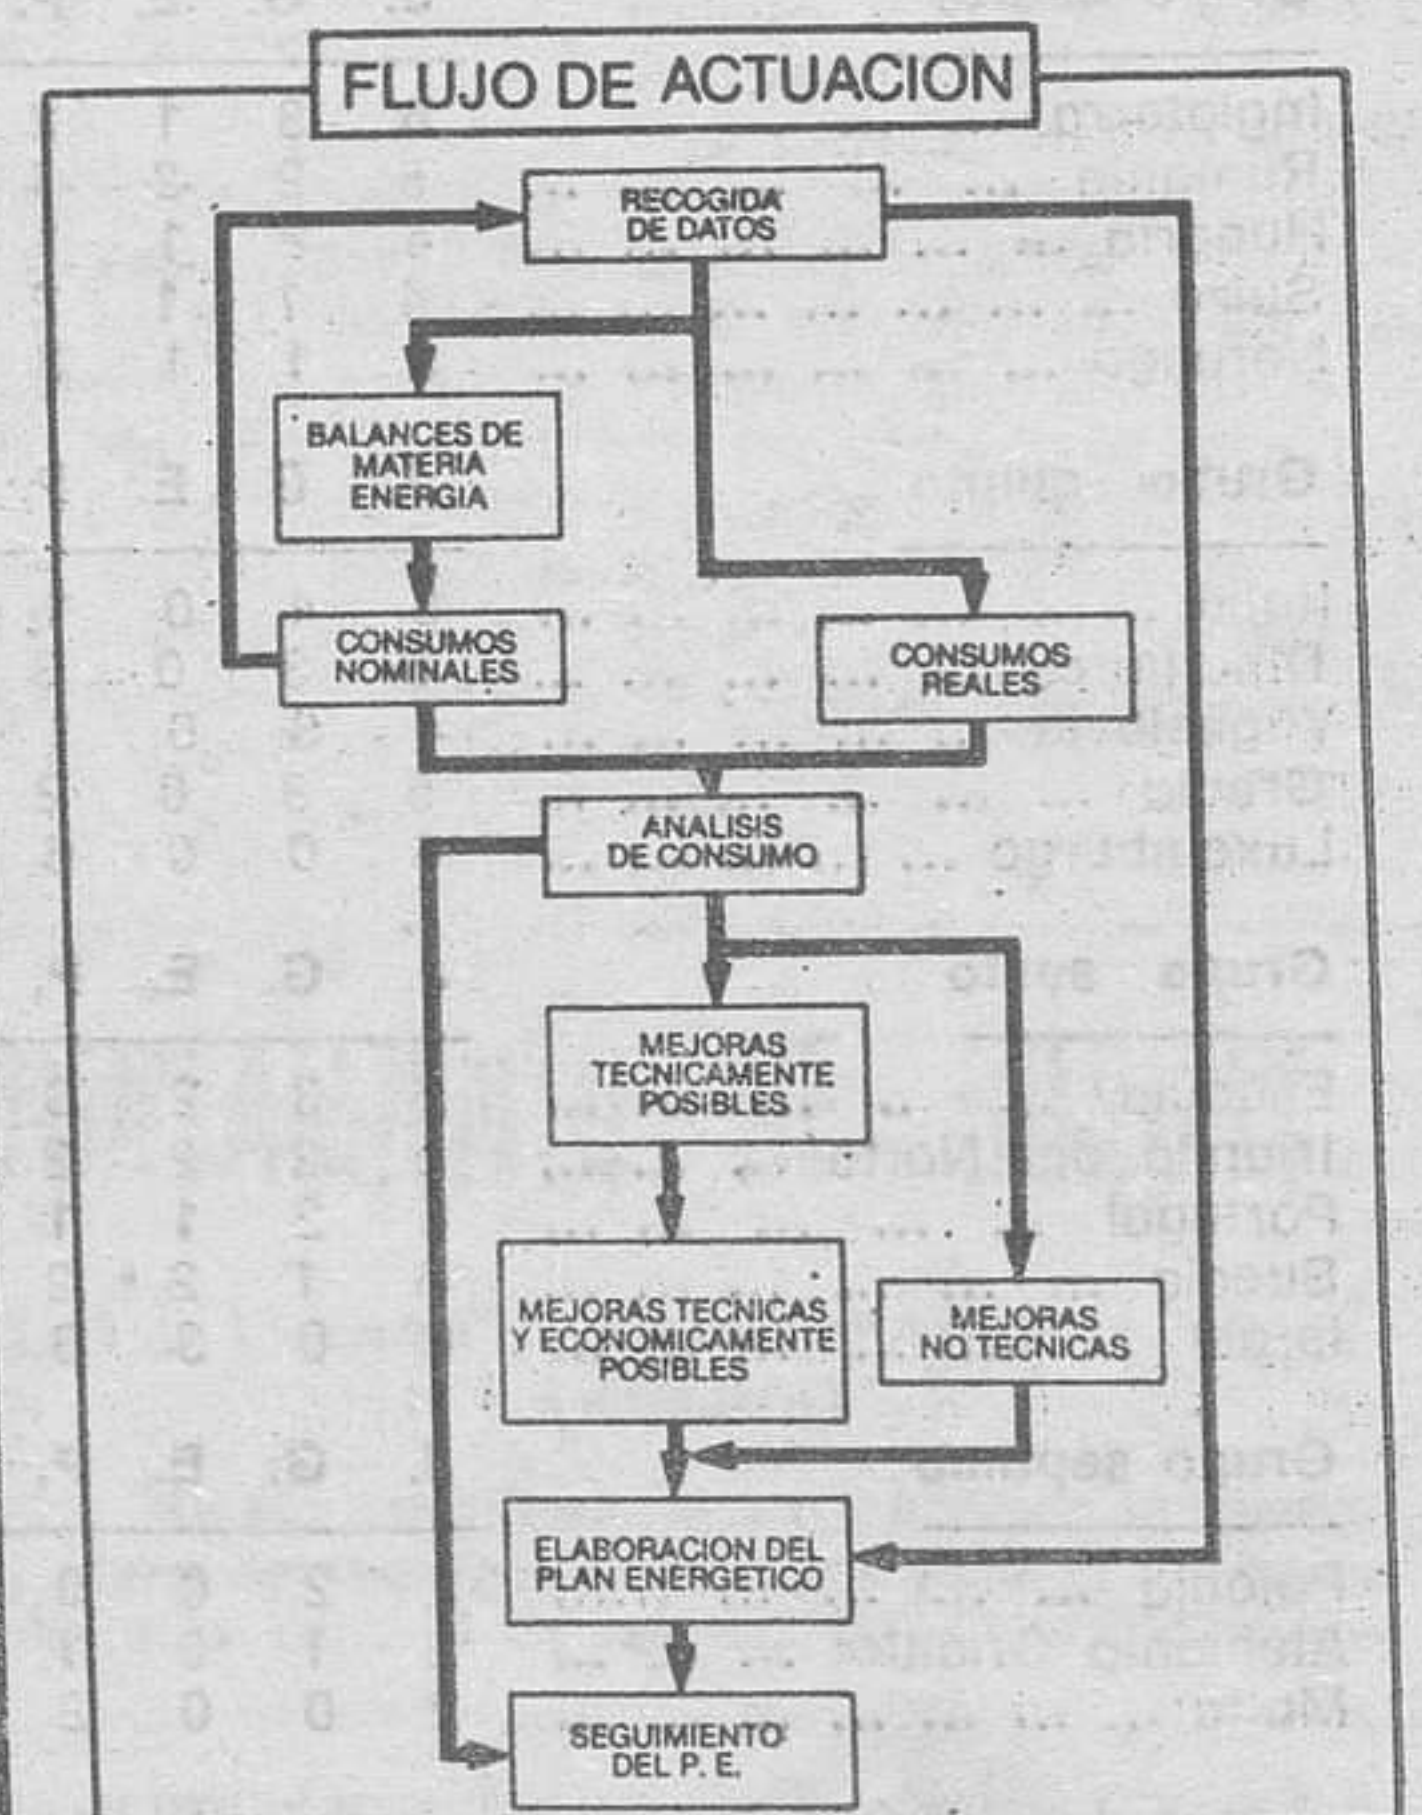 FLUJO DE ACTUACION
RECOGIDA
DE DATOS
BALANCES DE
MATERIA
ENERGIA
CONSUMOS
NOMINALES
CONSUMOS
REALES
ANALISIS
DE CONSUMO
MEJORAS
TECNICAMENTE
POSIBLES
MEJORAS TECNICAS
Y ECONOMICAMENTE
POSIBLES
MEJORAS
NO TECNICAS
ELABORACION DEL
PLAN ENERGETICO
SEGUIMIENTO
DEL P. E.